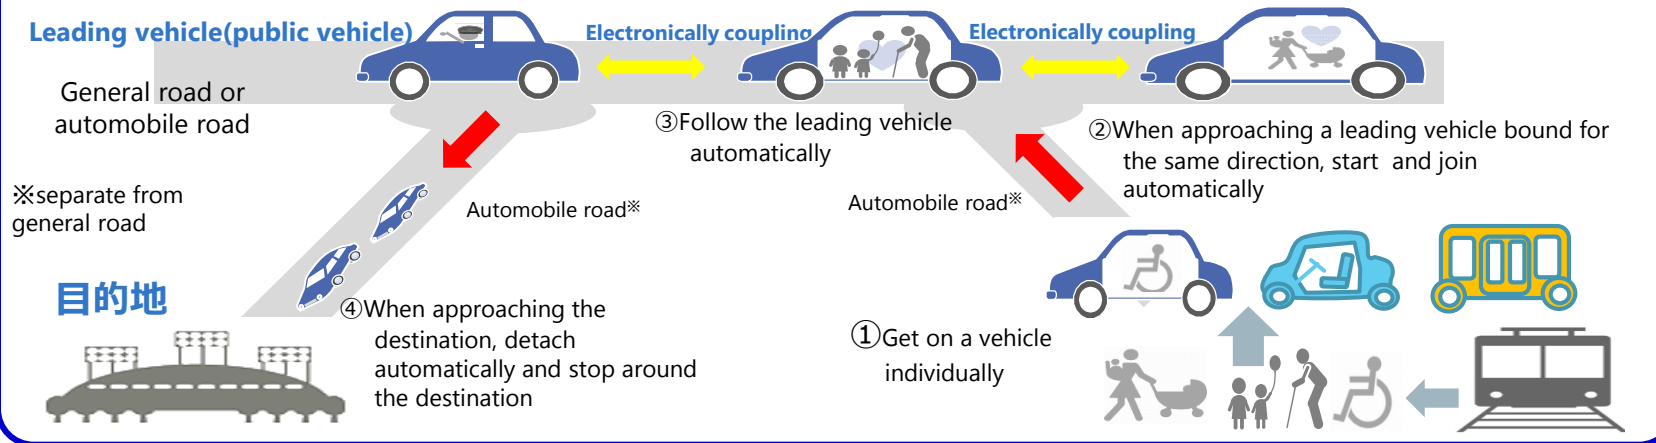 Leading vehicle(public vehicle)
Electronically coupling
Electronically coupling
General road or
automobile road
③Follow the leading vehicle
automatically
②When approaching a leading vehicle bound for
the same direction, start and join
automatically
※separate from
general road
Automobile road※
Automobile road※
目的地
④When approaching the
destination, detach
automatically and stop around
the destination
①Get on a vehicle
individually